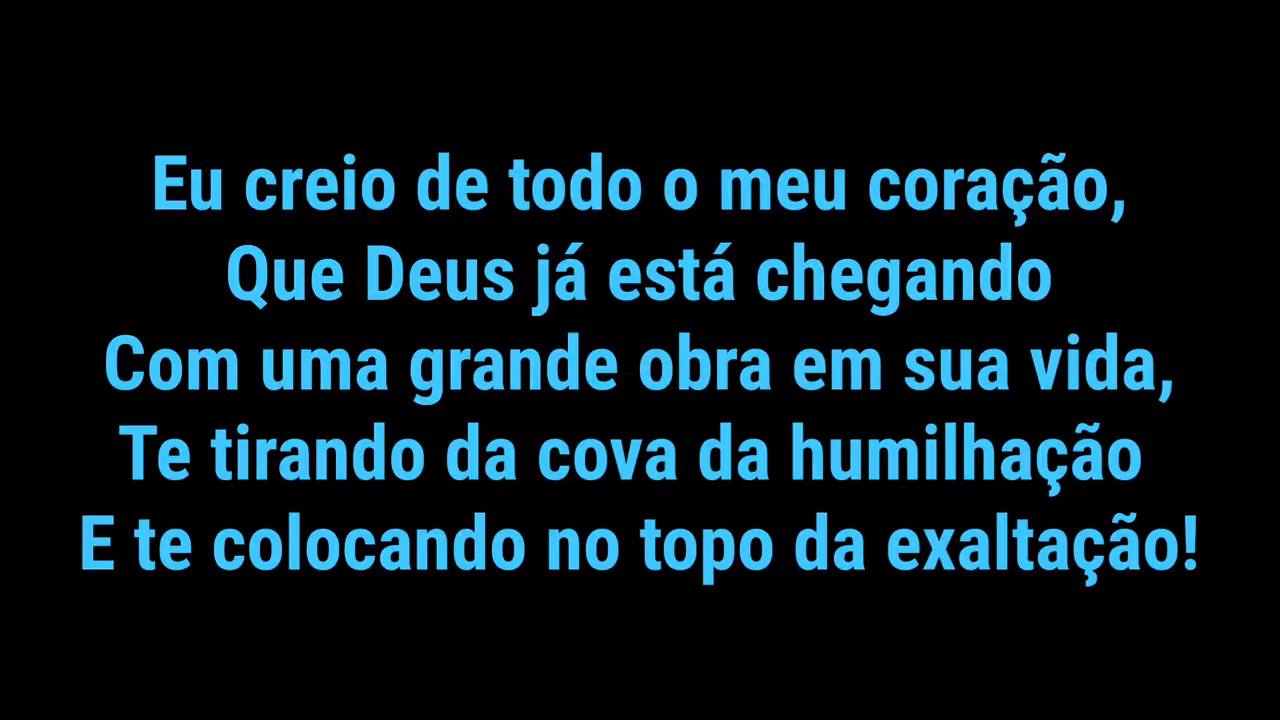 Eu creio de todo o meu coração,
Que Deus já está chegando
Com uma grande obra em sua vida,
Te tirando da cova da humilhação
E te colocando no topo da exaltação!